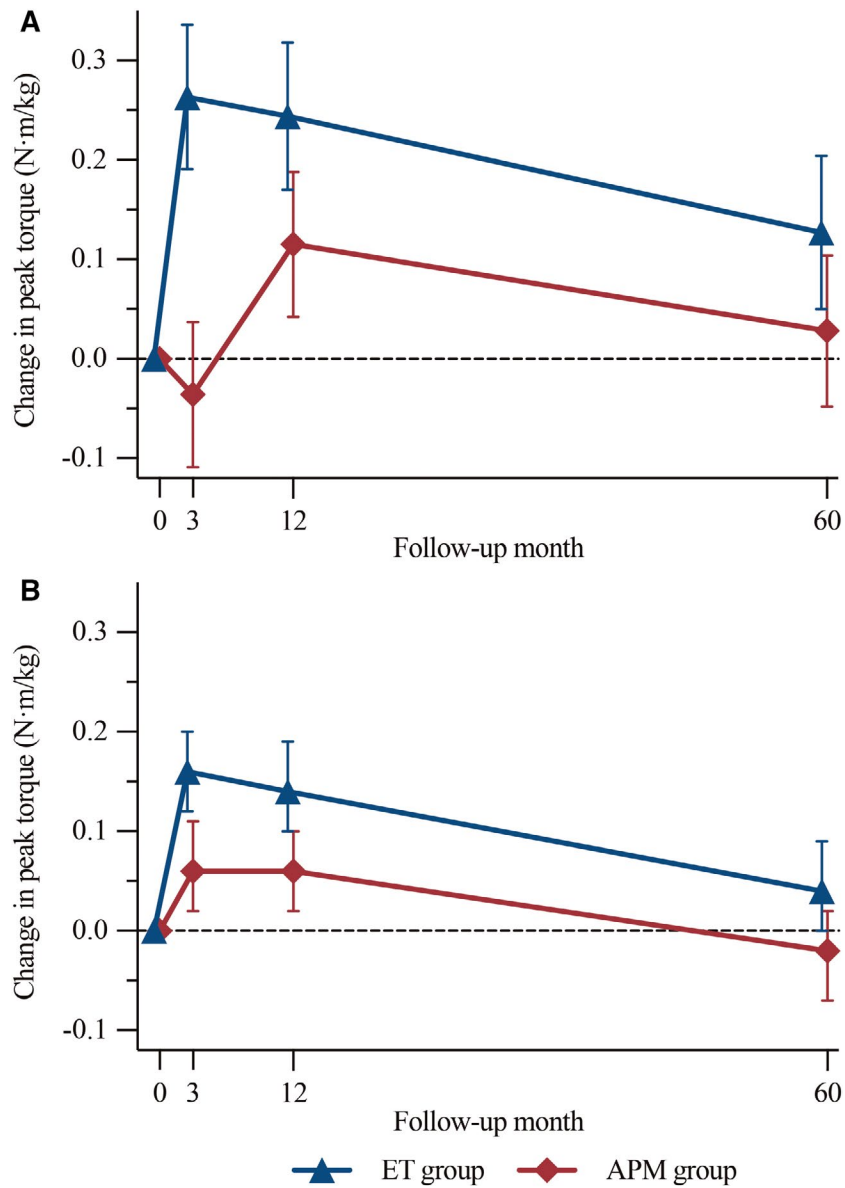 A
Change in peak torque (N·m/kg)
0.3
0.2
0.1
0.0
-0.1
0 3 12 60
Follow-up month
B
Change in peak torque (N·m/kg)
0.3
0.2
0.1
0.0
-0.1
0 3 12 60
Follow-up month
ET group APM group